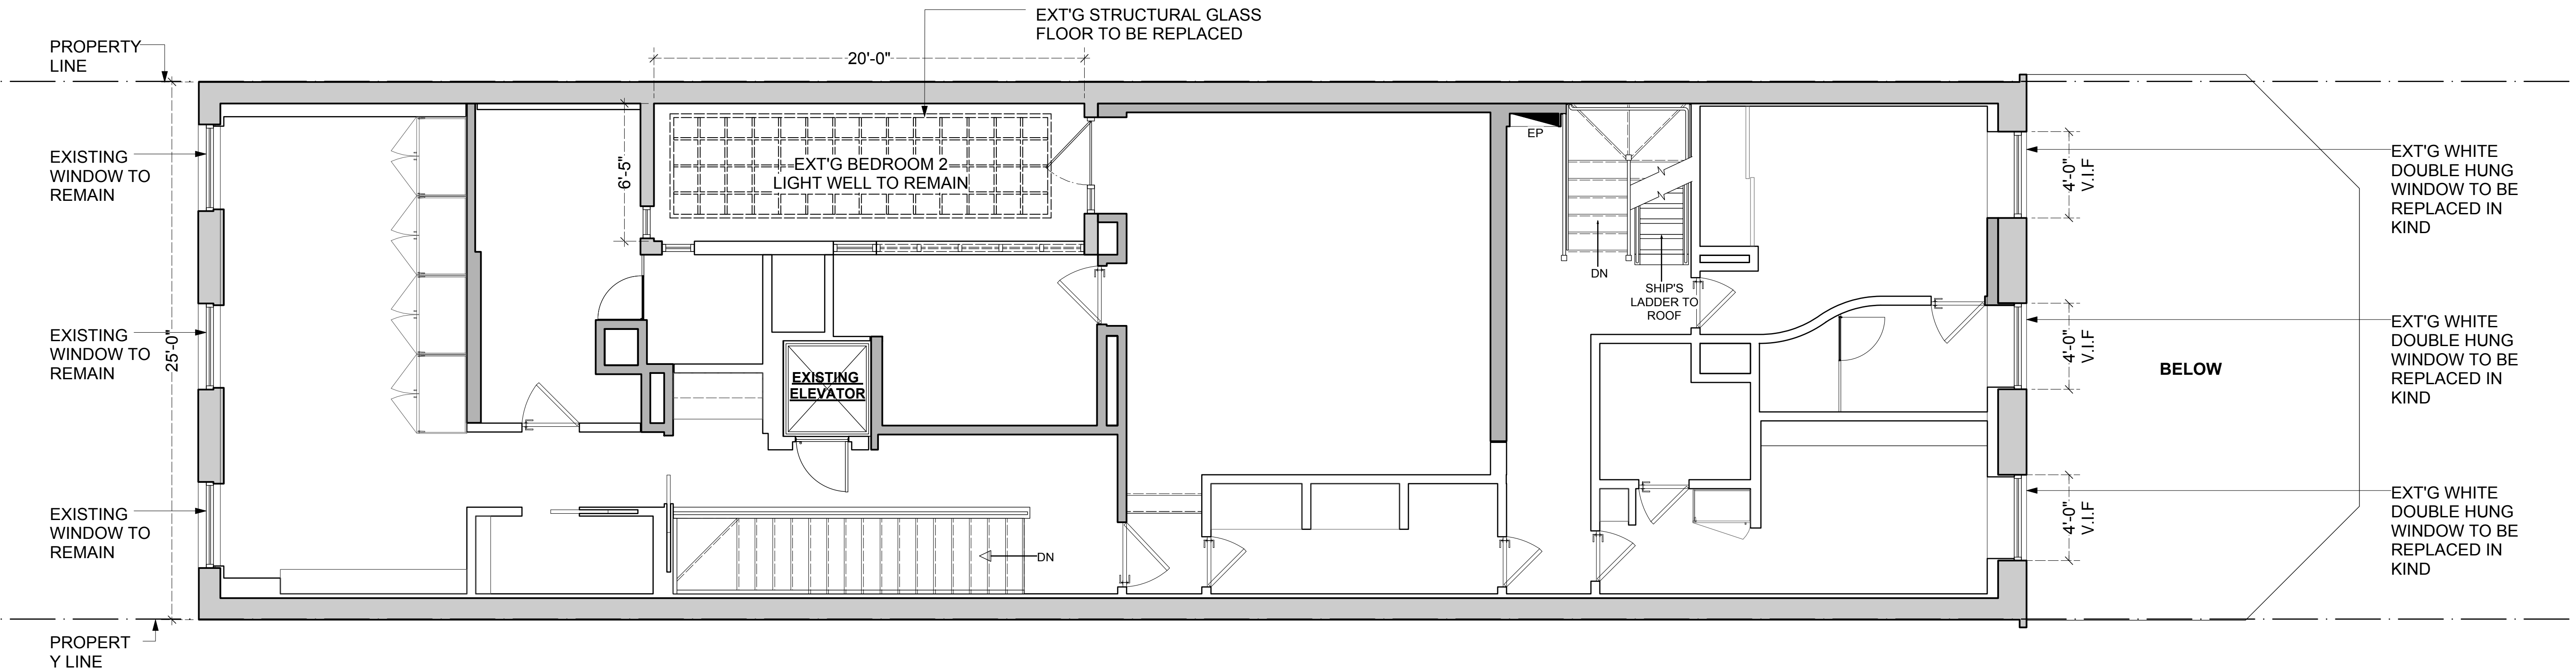 EXT'G STRUCTURAL GLASS
FLOOR TO BE REPLACED
PROPERTY
LINE
20'-0"
EXISTING
WINDOW TO
REMAIN
6'-5"
EXT'G BEDROOM 2
LIGHT WELL TO REMAIN
EP
4'-0"
V.I.F
EXT'G WHITE
DOUBLE HUNG
WINDOW TO BE
REPLACED IN
KIND
DN
SHIP'S
LADDER TO
ROOF
EXISTING
WINDOW TO
REMAIN
25'-0"
EXISTING
ELEVATOR
4'-0"
V.I.F
BELOW
EXT'G WHITE
DOUBLE HUNG
WINDOW TO BE
REPLACED IN
KIND
EXISTING
WINDOW TO
REMAIN
DN
4'-0"
V.I.F
EXT'G WHITE
DOUBLE HUNG
WINDOW TO BE
REPLACED IN
KIND
PROPERT
Y LINE